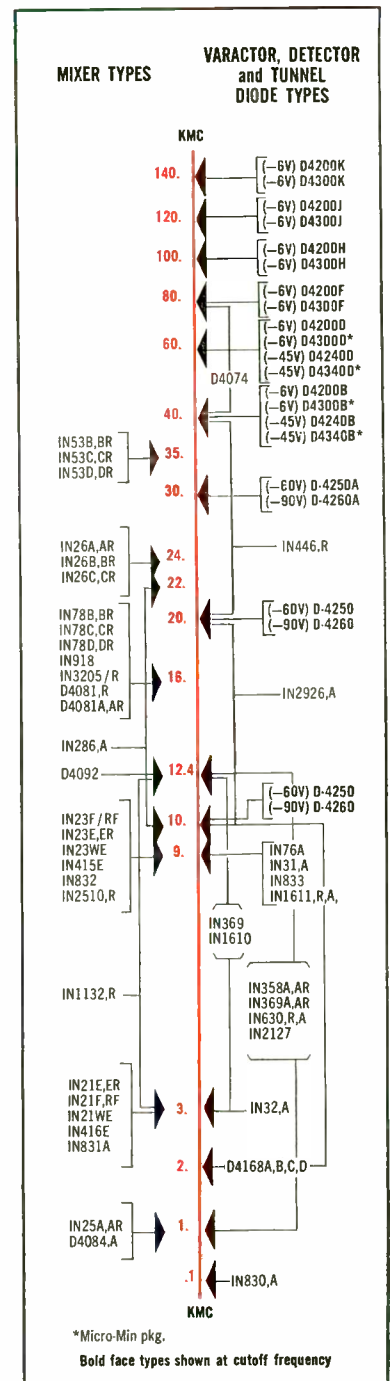 MIXER TYPES
VARACTOR, DETECTOR
and TUNNEL
DIODE TYPES
KMC
140.
(–6V) D4200K
(–6V) D4300K
120.
(–6V) D4200J
(–6V) D4300J
100.
(–6V) D4200H
(–6V) D4300H
80.
(–6V) D4200F
(–6V) D4300F
60.
(–6V) D4200D
(–6V) D4300D*
(–45V) D4240D
(–45V) D4340D*
D4074
40.
(–6V) D4200B
(–6V) D4300B*
(–45V) D4240B
(–45V) D4340B*
IN53B,BR
IN53C,CR
IN53D,DR
35.
30.
(–60V) D-4250A
(–90V) D-4260A
IN446.R
IN26A,AR
IN26B,BR
IN26C,CR
24.
22.
20.
(–60V) D-4250
(–90V) D-4260
IN78B,BR
IN78C,CR
IN78D,DR
IN918
IN3205/R
D4081,R
D4081A,AR
16.
IN2926,A
IN286,A
D4092
12.4
(–60V) D-4250
(–90V) D-4260
10.
IN23F/RF
IN23E,ER
IN23WE
IN415E
IN832
IN2510,R
9.
IN76A
IN31,A
IN833
IN1611,R,A,
IN369
IN1610
IN358A,AR
IN369A,AR
IN630,R,A
IN2127
IN1132,R
IN21E,ER
IN21F,RF
IN21WE
IN416E
IN831A
3.
IN32,A
2.
D4168A,B,C,D
IN25A,AR
D4084,A
1.
.1
IN830,A
KMC
*Micro-Min pkg.
Bold face types shown at cutoff frequency